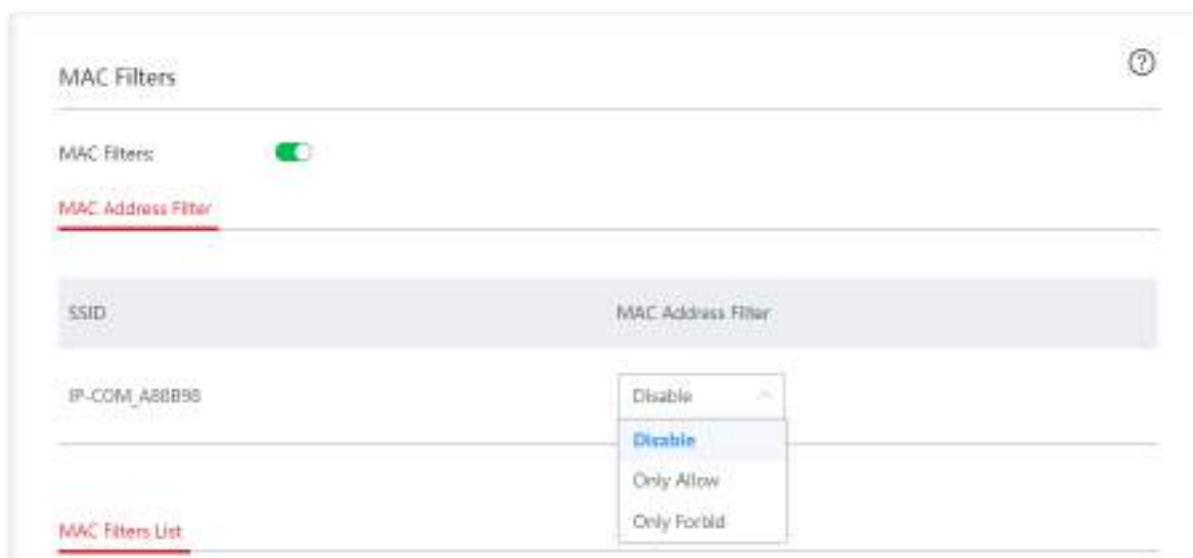 MAC Filters
MAC Filters:
MAC Address Filter
SSID MAC Address Filter
IP-COM_A88B98 Disable
Disable
Only Allow
Only Forbid
MAC Filters List